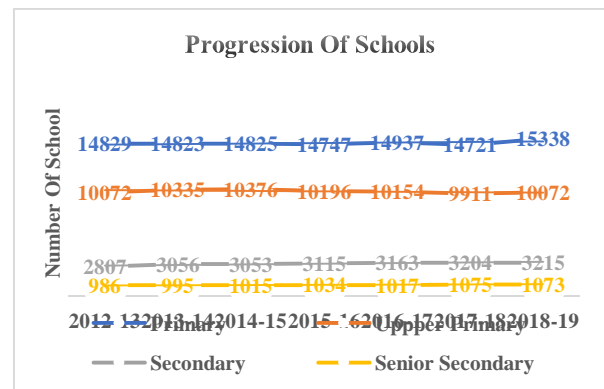 Progression Of Schools
Number Of School
14829 14823 14825 14747 14937 14721 15338
10072 10335 10376 10196 10154 9911 10072
2807 3056 3053 3115 3163 3204 3215
986 995 1015 1034 1017 1075 1073
2012-13 2013-14 2014-15 2015-16 2016-17 2017-18 2018-19
Primary Uppper Primary
Secondary Senior Secondary